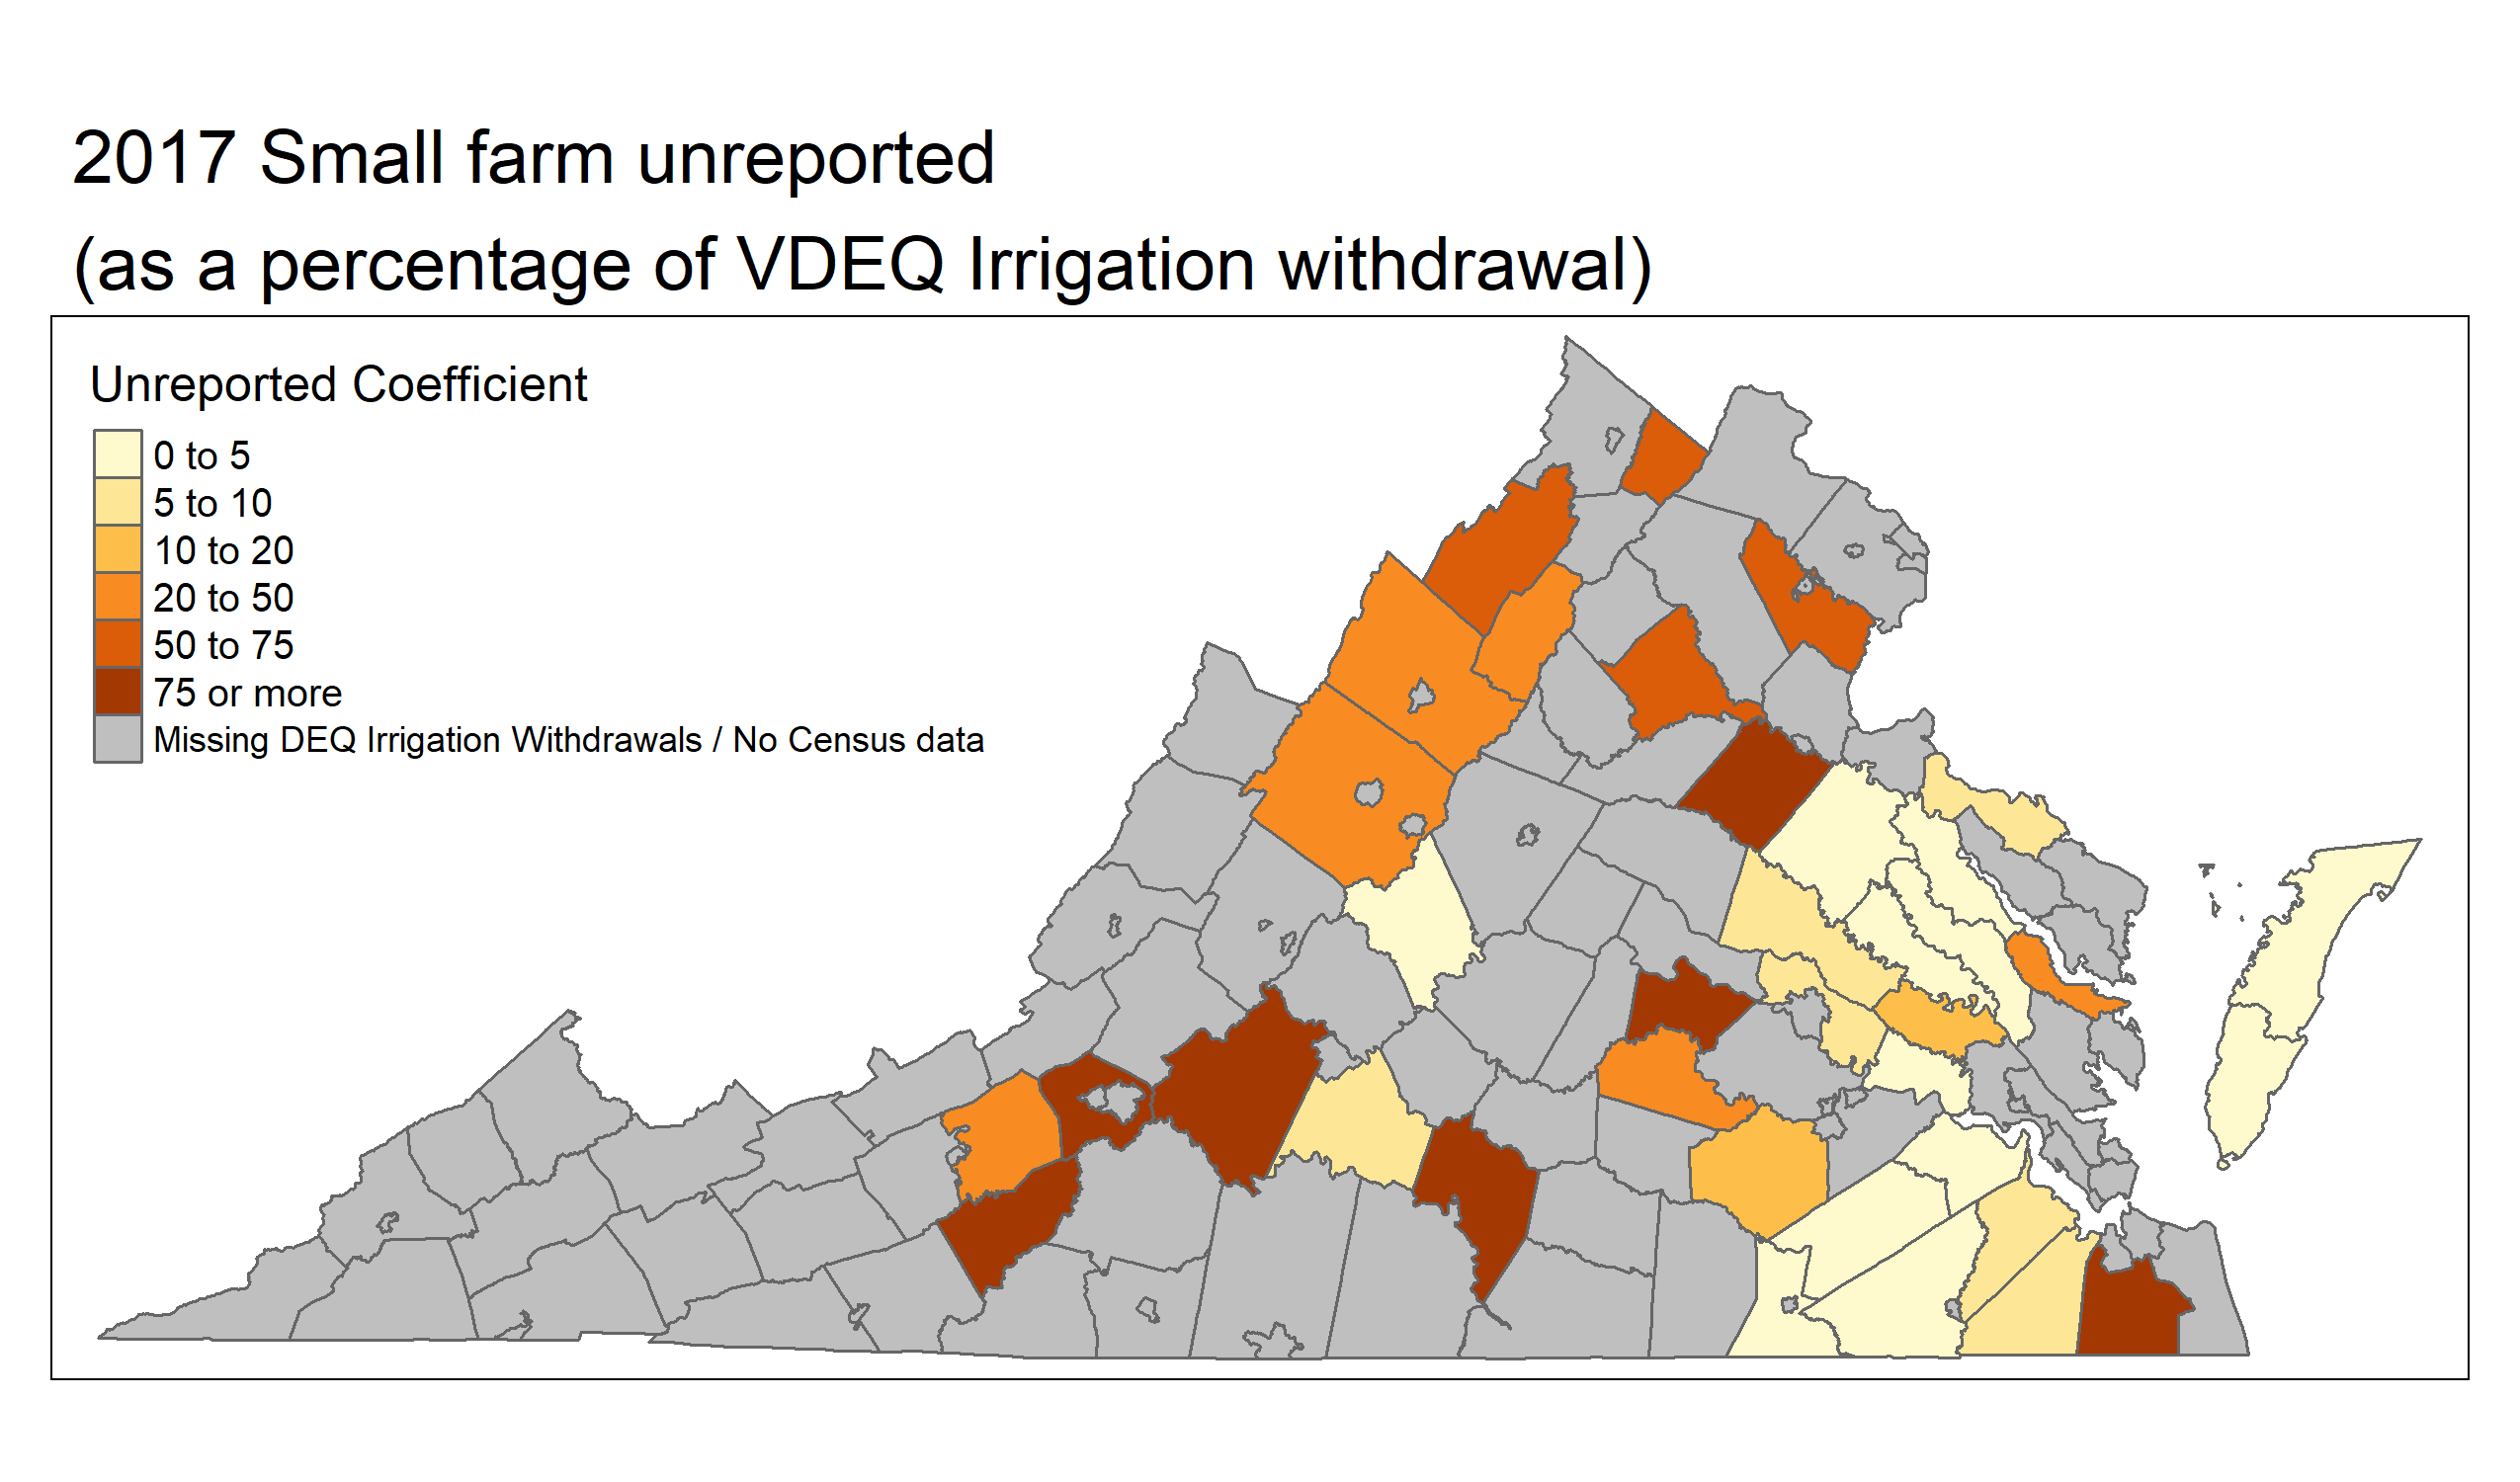 2017 Small farm unreported
(as a percentage of VDEQ Irrigation withdrawal)
Unreported Coefficient
0 to 5
5 to 10
10 to 20
20 to 50
50 to 75
75 or more
Missing DEQ Irrigation Withdrawals / No Census data